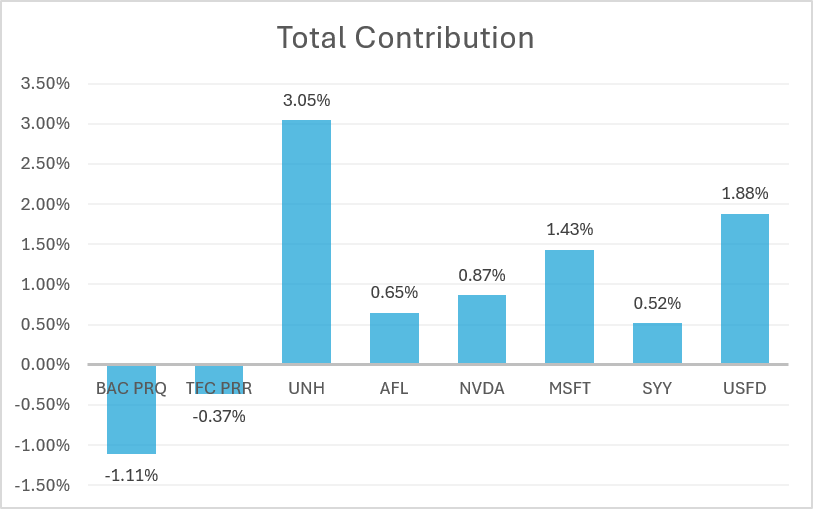 Total Contribution
3.50%
3.00%
2.50%
2.00%
1.50%
1.00%
0.50%
0.00%
-0.50%
-1.00%
-1.50%
-1.11%
-0.37%
3.05%
0.65%
0.87%
1.43%
0.52%
1.88%
BAC PRQ
TFC PRR
UNH
AFL
NVDA
MSFT
SYY
USFD